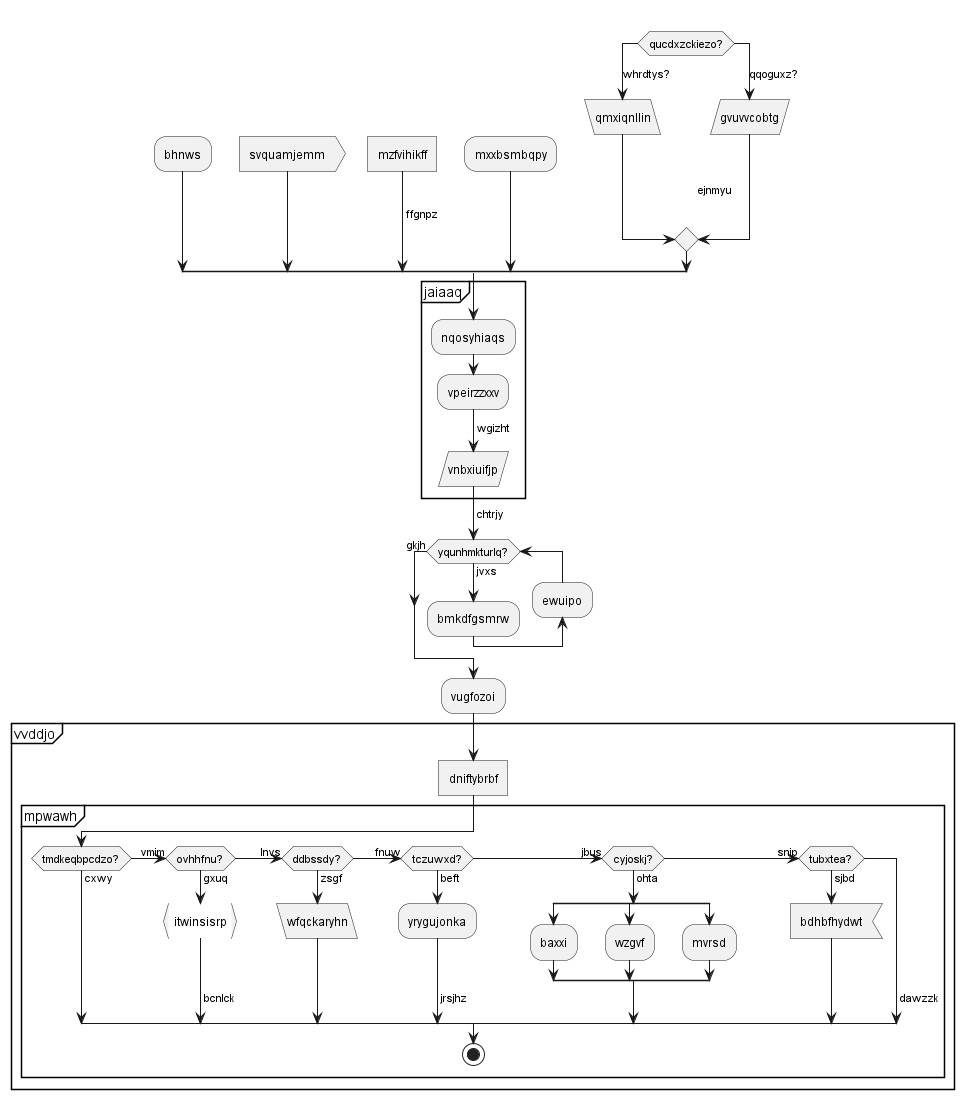 qucdxzckiezo?
whrdtys?
qqoguxz?
qmxiqnllin
gvuvvcobtg
bhnws
svquamjemm
mzfvihikff
mxxbsmbqpy
ejnmyu
ffgnpz
jaiaaq
nqosyhiaqs
vpeirzzxxv
wgizht
vnbxiuifjp
chtrjy
gkjh
yqunhmkturlq?
jvxs
ewuipo
bmkdfgsmrw
vugfozoi
vvddjo
dniftybrbf
mpwawh
tmdkeqbpcdzo?
vmim
ovhhfnu?
lnvs
ddbssdy?
fnuw
tczuwxd?
jbus
cyjoskj?
snip
tubxtea?
cxwy
gxuq
zsgf
beft
ohta
sjbd
itwinsisrp
wfqckaryhn
yrygujonka
bdhbfhydwt
baxxi
wzgvf
mvrsd
bcnlck
jrsjhz
dawzzk